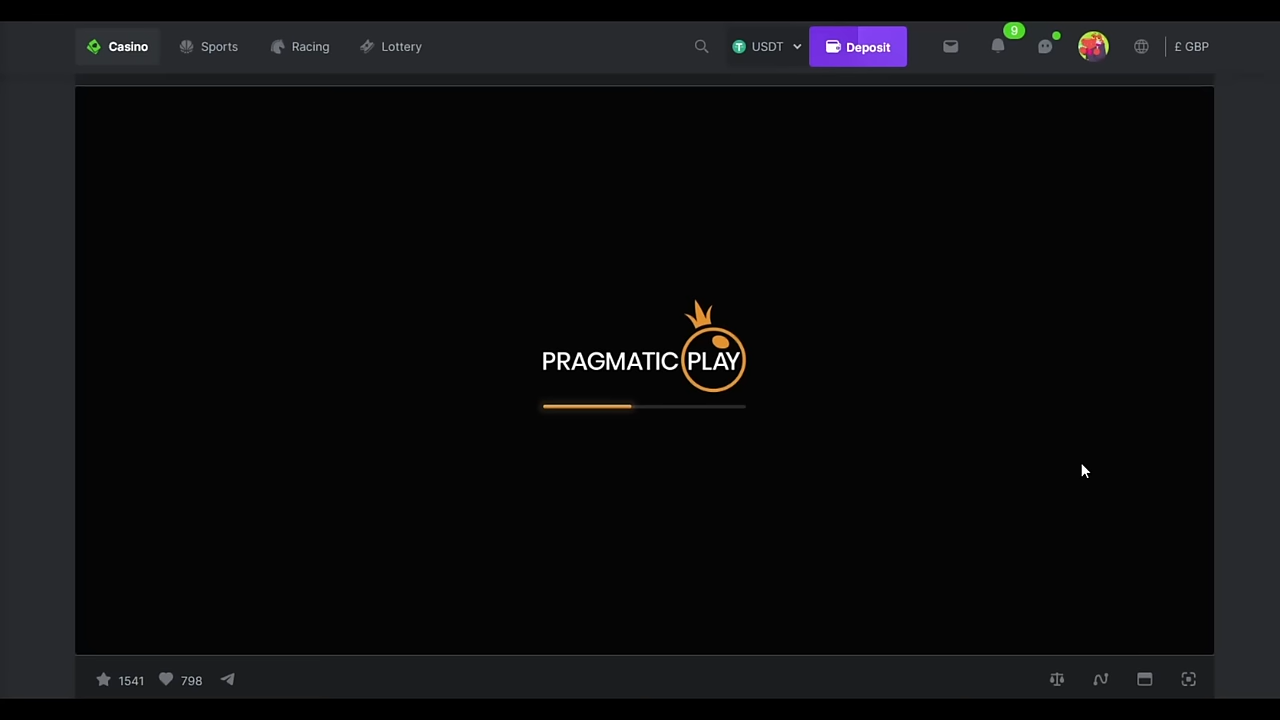 Casino
Sports
Racing
Lottery
USDT
Deposit
9
£ GBP
PRAGMATIC PLAY
1541
798